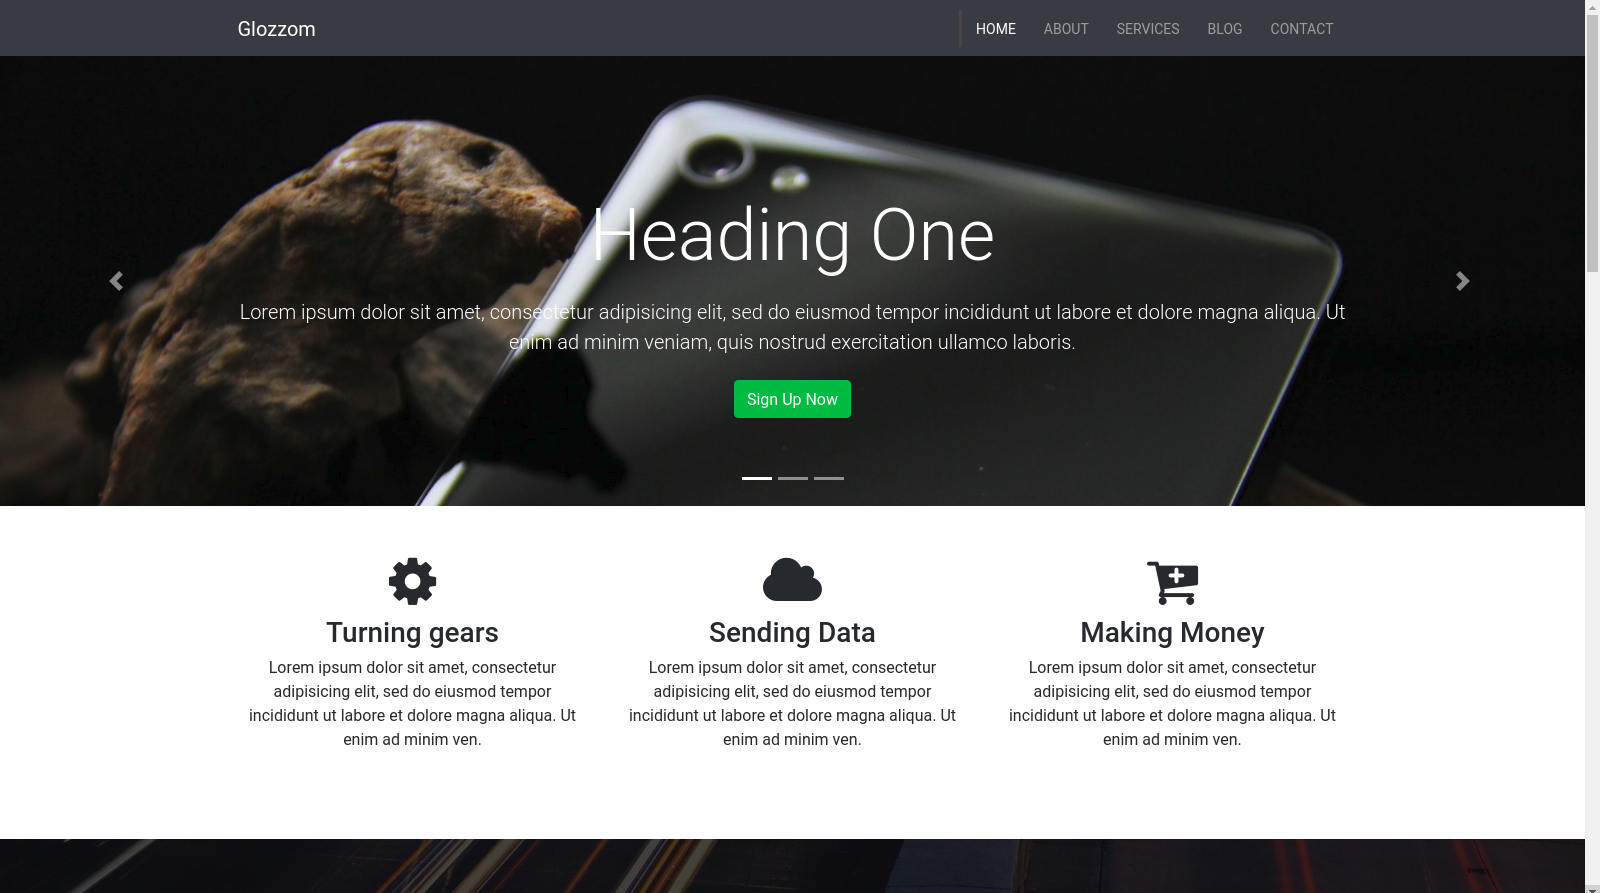 Glozzom
HOME ABOUT SERVICES BLOG CONTACT
Heading One
Lorem ipsum dolor sit amet, consectetur adipisicing elit, sed do eiusmod tempor incididunt ut labore et dolore magna aliqua. Ut
enim ad minim veniam, quis nostrud exercitation ullamco laboris.
Sign Up Now
Turning gears
Lorem ipsum dolor sit amet, consectetur
adipisicing elit, sed do eiusmod tempor
incididunt ut labore et dolore magna aliqua. Ut
enim ad minim ven.
Sending Data
Lorem ipsum dolor sit amet, consectetur
adipisicing elit, sed do eiusmod tempor
incididunt ut labore et dolore magna aliqua. Ut
enim ad minim ven.
Making Money
Lorem ipsum dolor sit amet, consectetur
adipisicing elit, sed do eiusmod tempor
incididunt ut labore et dolore magna aliqua. Ut
enim ad minim ven.